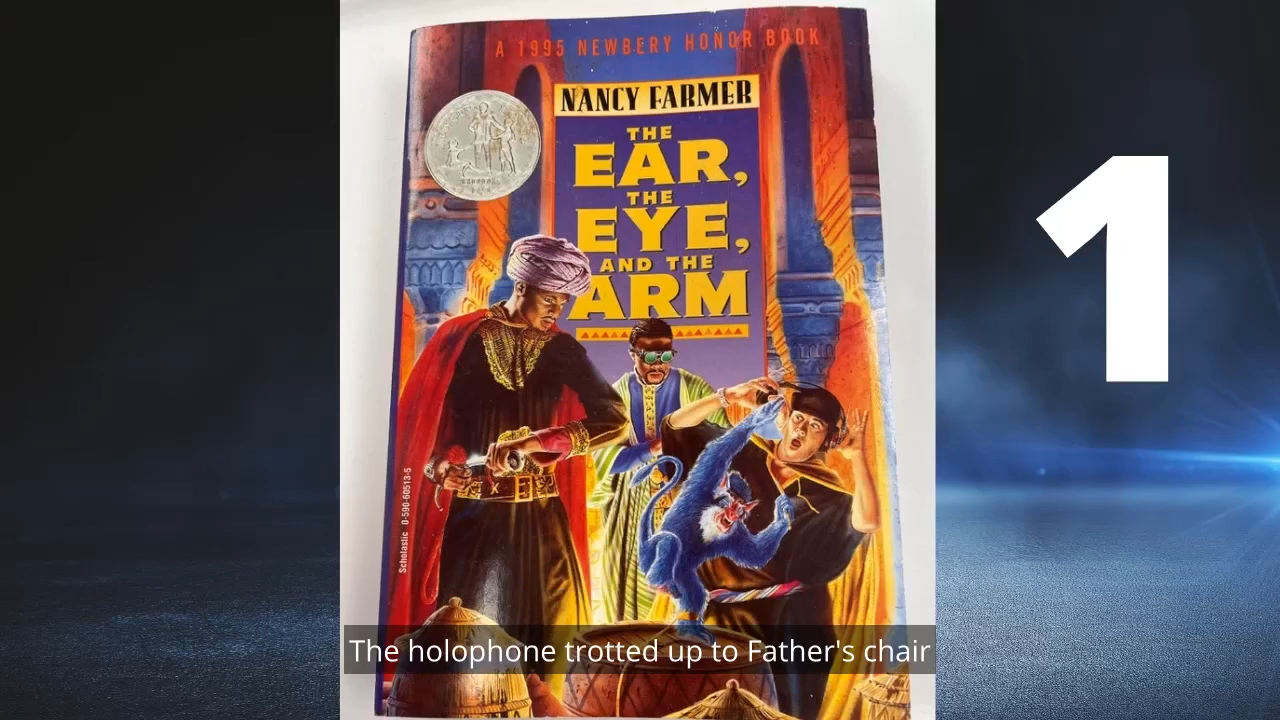 A 1995 NEWBERY HONOR BOOK
NANCY FARMER
THE
EAR,
THE
EYE,
AND THE
ARM
1
Scholastic 0-590-60513-5
The holophone trotted up to Father's chair